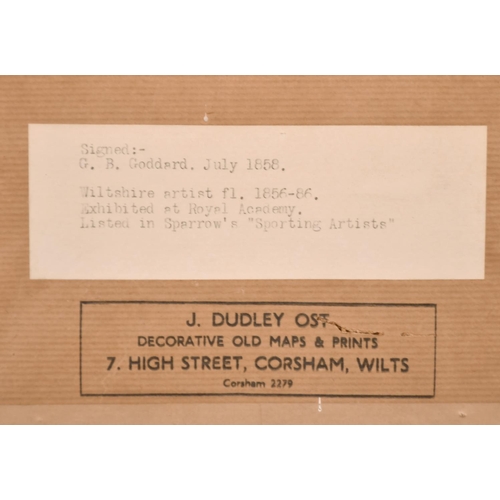 Signed:-
G. B. Goddard, July 1858.
Wiltshire artist fl. 1856-86.
Exhibited at Royal Academy.
Listed in Sparrow's "Sporting Artists"
J. DUDLEY OST
DECORATIVE OLD MAPS & PRINTS
7. HIGH STREET, CORSHAM, WILTS
Corsham 2279